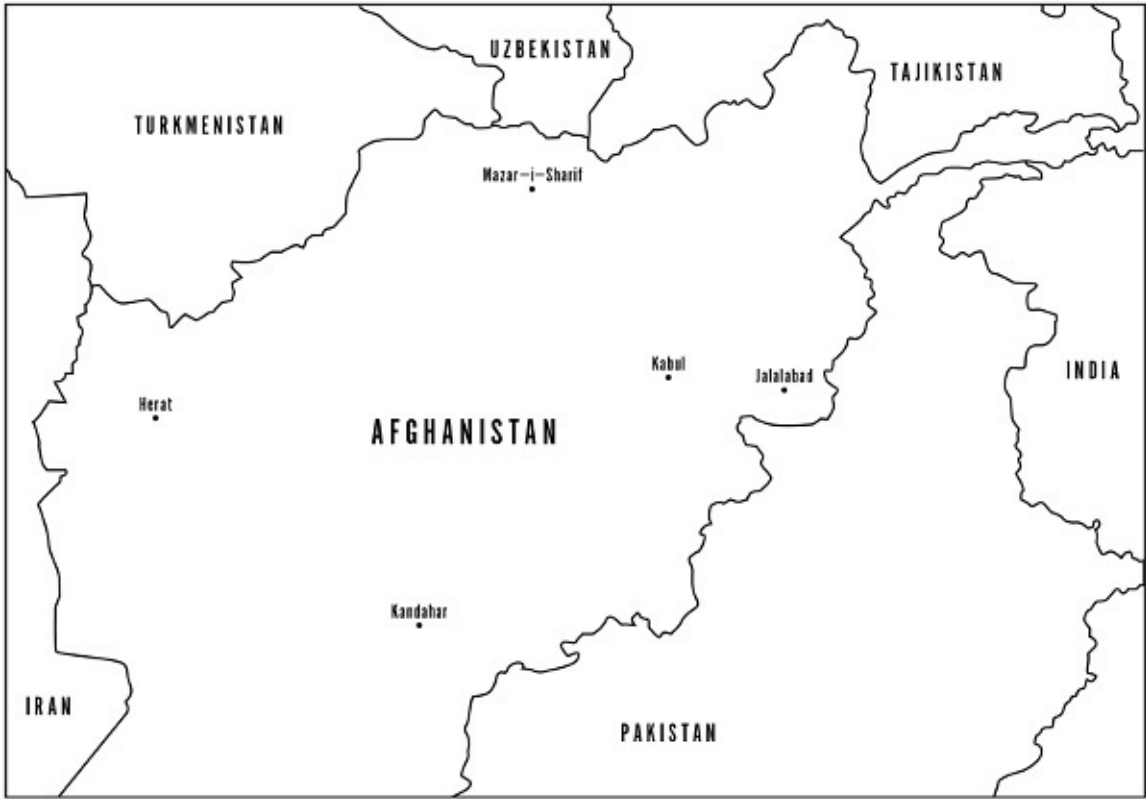 UZBEKISTAN
TAJIKISTAN
TURKMENISTAN
Mazar-i-Sharif
Kabul
Jalalabad
INDIA
Herat
AFGHANISTAN
Kandahar
IRAN
PAKISTAN